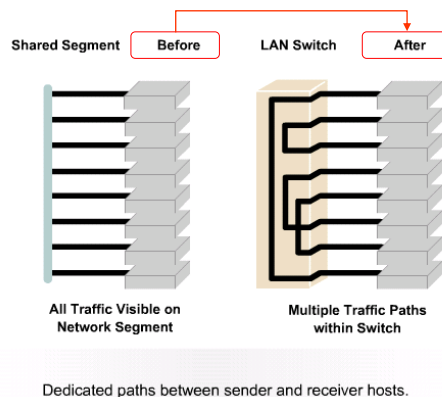 Shared Segment Before LAN Switch After
All Traffic Visible on
Network Segment
Multiple Traffic Paths
within Switch
Dedicated paths between sender and receiver hosts.